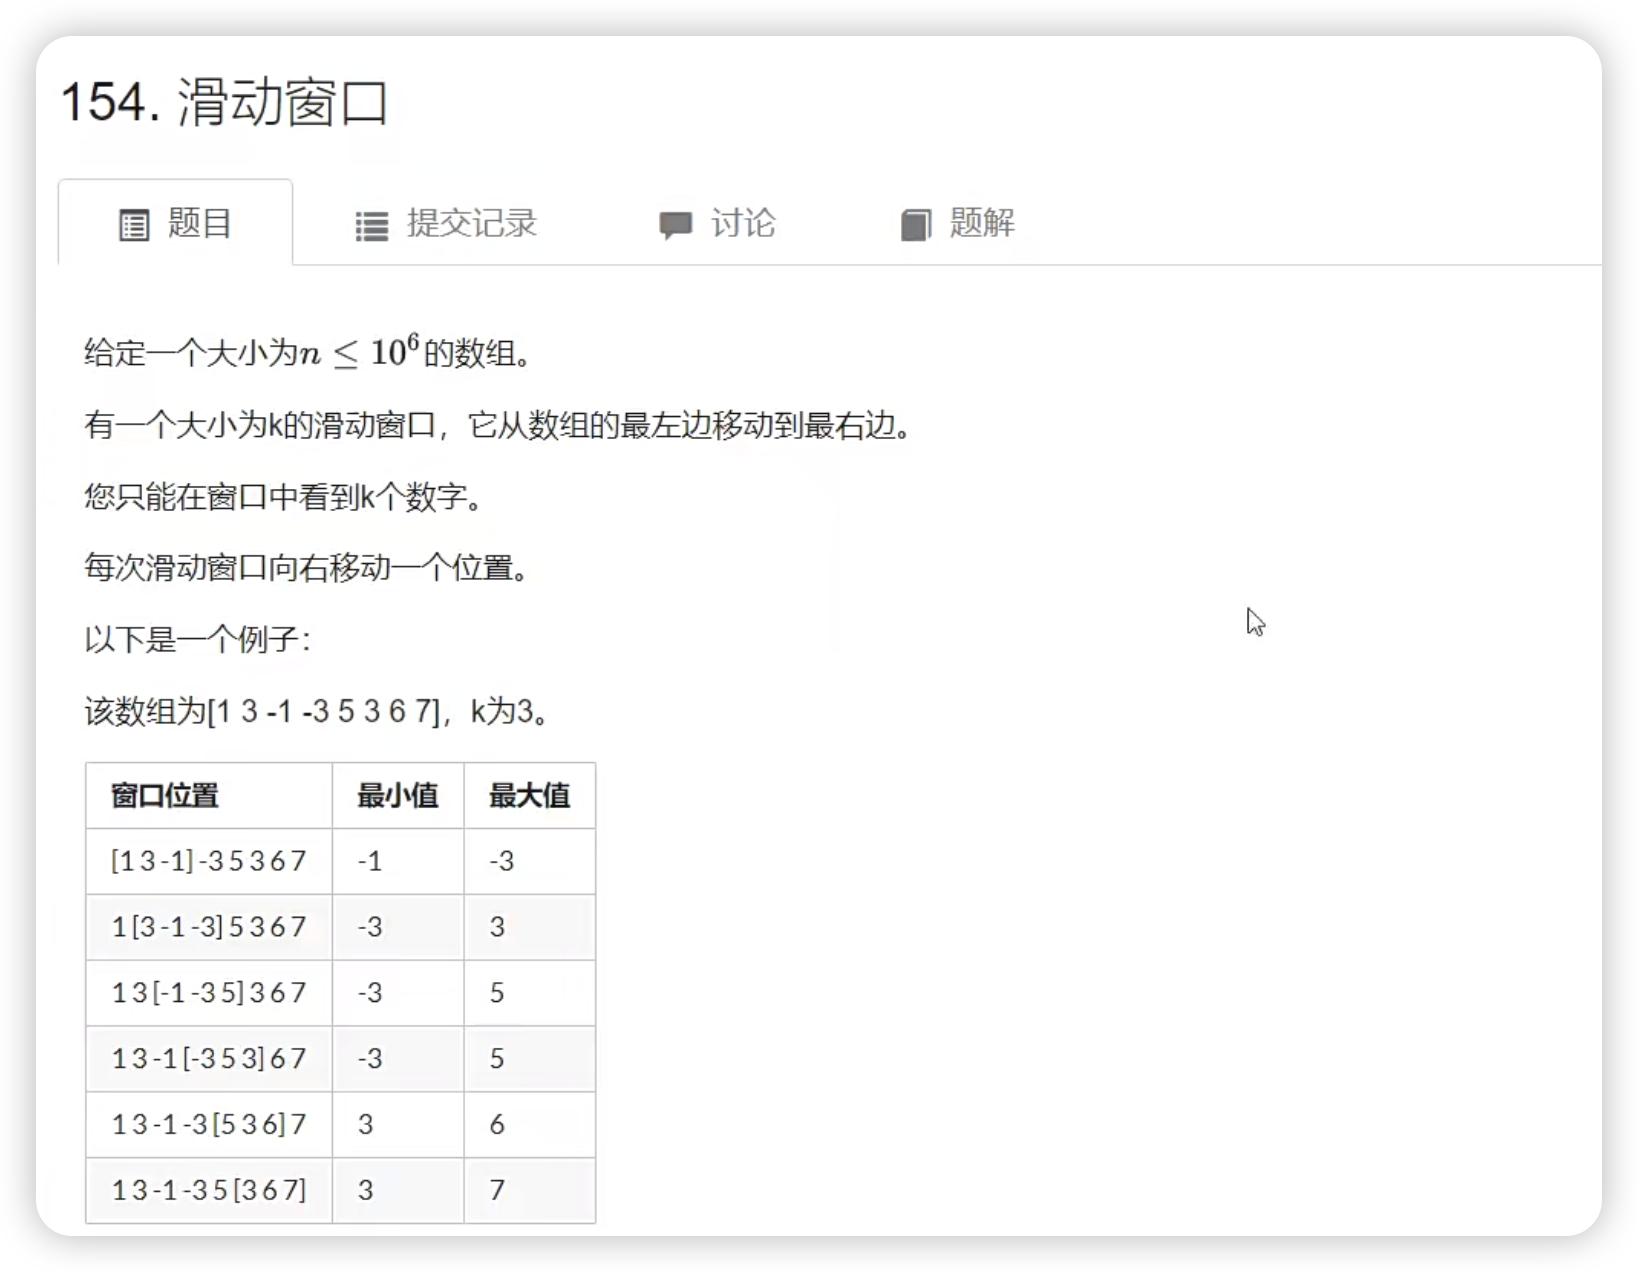 154. 滑动窗口
题目 提交记录 讨论 题解
给定一个大小为n ≤ 10⁶的数组。
有一个大小为k的滑动窗口，它从数组的最左边移动到最右边。
您只能在窗口中看到k个数字。
每次滑动窗口向右移动一个位置。
以下是一个例子：
该数组为[1 3 -1 -3 5 3 6 7]，k为3。
窗口位置 最小值 最大值
[1 3 -1] -3 5 3 6 7 -1 -3
1 [3 -1 -3] 5 3 6 7 -3 3
1 3 [-1 -3 5] 3 6 7 -3 5
1 3 -1 [-3 5 3] 6 7 -3 5
1 3 -1 -3 [5 3 6] 7 3 6
1 3 -1 -3 5 [3 6 7] 3 7